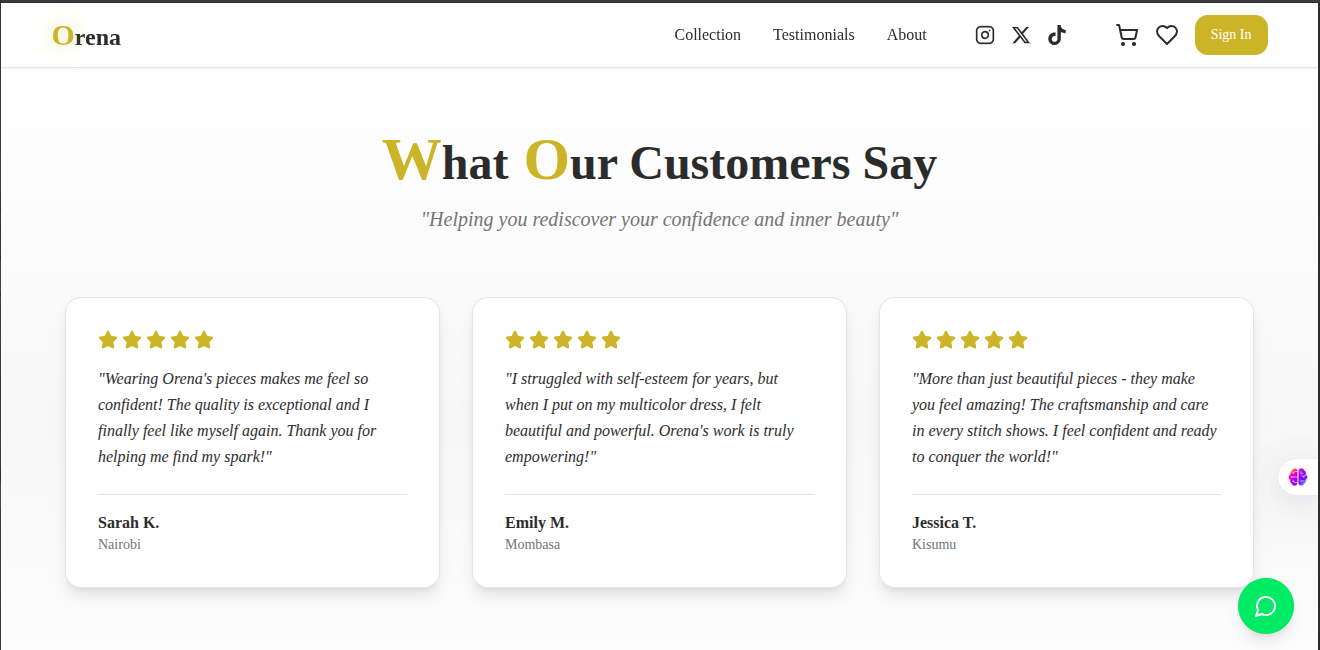 Orena
Collection Testimonials About
Sign In
What Our Customers Say
"Helping you rediscover your confidence and inner beauty"
"Wearing Orena's pieces makes me feel so
confident! The quality is exceptional and I
finally feel like myself again. Thank you for
helping me find my spark!"
Sarah K.
Nairobi
"I struggled with self-esteem for years, but
when I put on my multicolor dress, I felt
beautiful and powerful. Orena's work is truly
empowering!"
Emily M.
Mombasa
"More than just beautiful pieces - they make
you feel amazing! The craftsmanship and care
in every stitch shows. I feel confident and ready
to conquer the world!"
Jessica T.
Kisumu